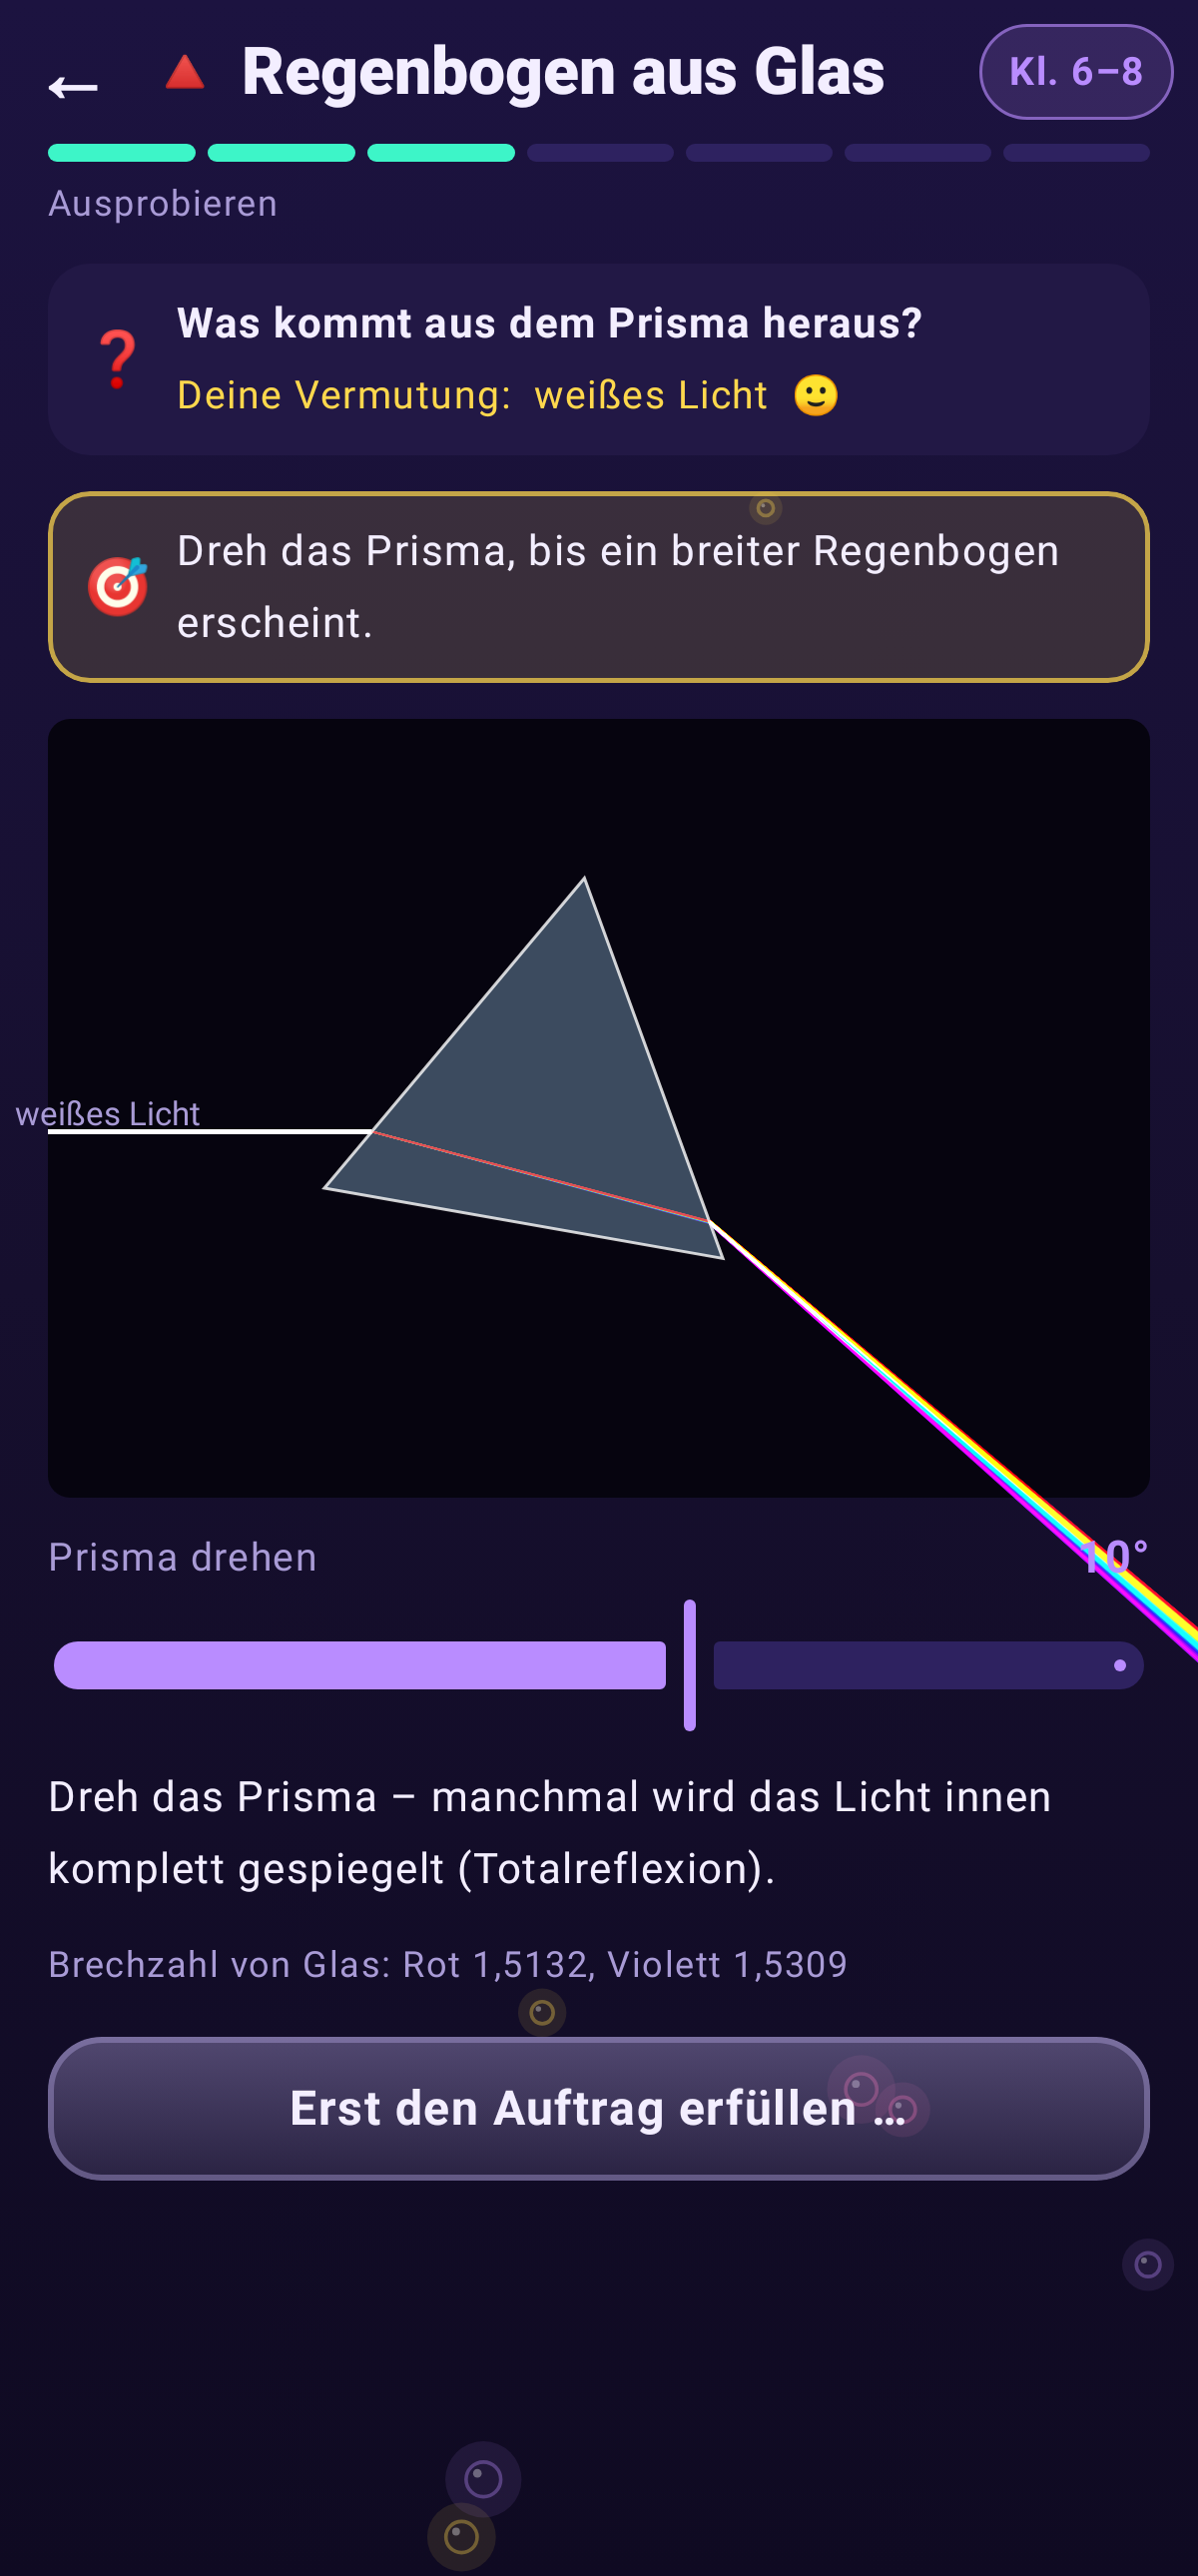 ← 🔺 Regenbogen aus Glas Kl. 6–8
Ausprobieren
❓ Was kommt aus dem Prisma heraus?
Deine Vermutung: weißes Licht 🙂
🎯 Dreh das Prisma, bis ein breiter Regenbogen
erscheint.
weißes Licht
Prisma drehen 10°
Dreh das Prisma – manchmal wird das Licht innen
komplett gespiegelt (Totalreflexion).
Brechzahl von Glas: Rot 1,5132, Violett 1,5309
Erst den Auftrag erfüllen …